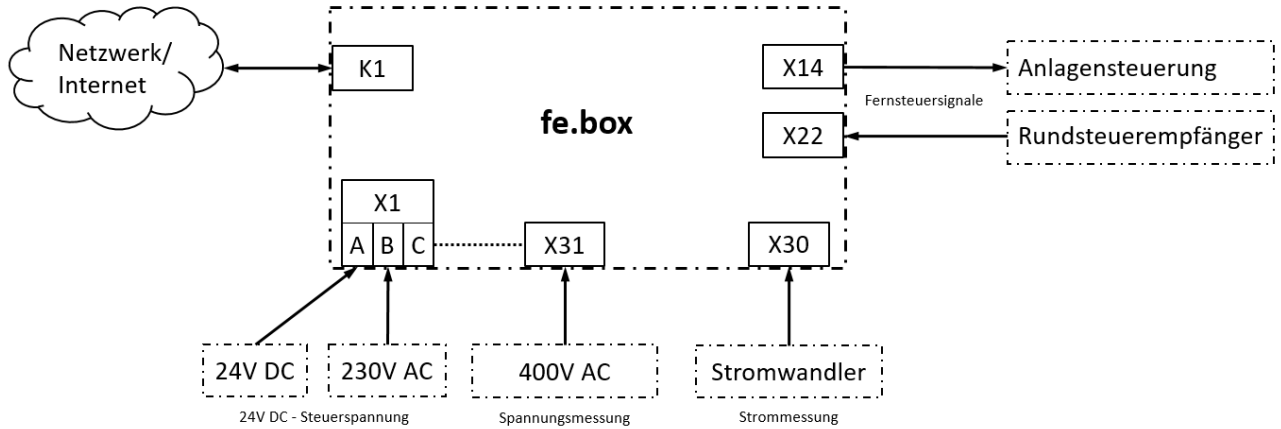 Netzwerk/
Internet
K1
fe.box
X14
Anlagensteuerung
Fernsteuersignale
X22
Rundsteuerempfänger
X1
A B C
X31
X30
24V DC
230V AC
400V AC
Stromwandler
24V DC - Steuerspannung
Spannungsmessung
Strommessung